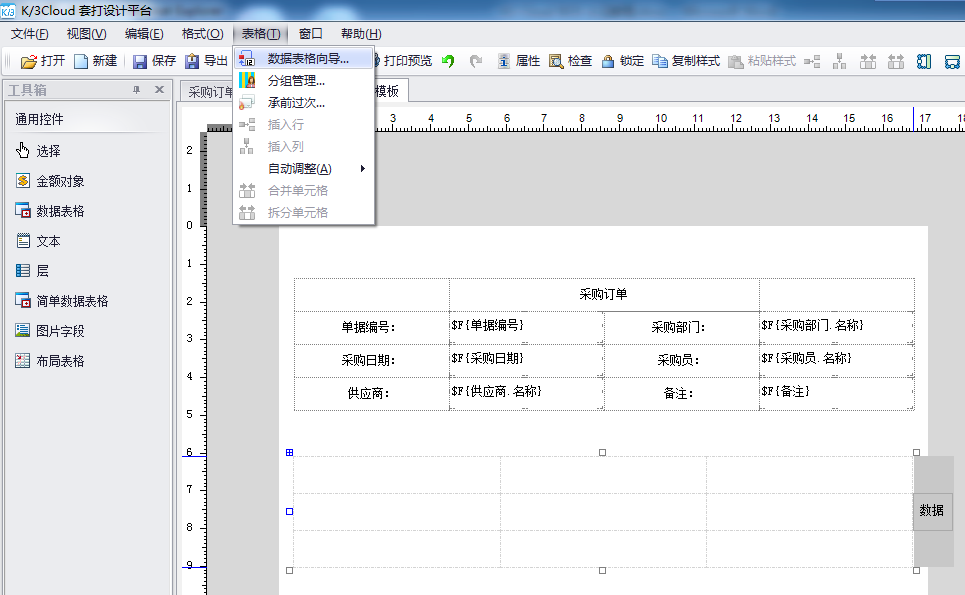 K/3Cloud 套打设计平台
文件(F) 视图(V) 编辑(E) 格式(O) 表格(T) 窗口 帮助(H)
打开 新建 保存 导出 打印预览 属性 检查 锁定 复制样式 粘贴样式
数据表格向导...
分组管理...
承前过次...
插入行
插入列
自动调整(A)
合并单元格
拆分单元格
工具箱
通用控件
选择
金额对象
数据表格
文本
层
简单数据表格
图片字段
布局表格
采购订单
模板
3 4 5 6 7 8 9 10 11 12 13 14 15 16 17 18
2
1
0
1
2
3
4
5
6
7
8
9
采购订单
单据编号: $F{单据编号} 采购部门: $F{采购部门.名称}
采购日期: $F{采购日期} 采购员: $F{采购员.名称}
供应商: $F{供应商.名称} 备注: $F{备注}
数据